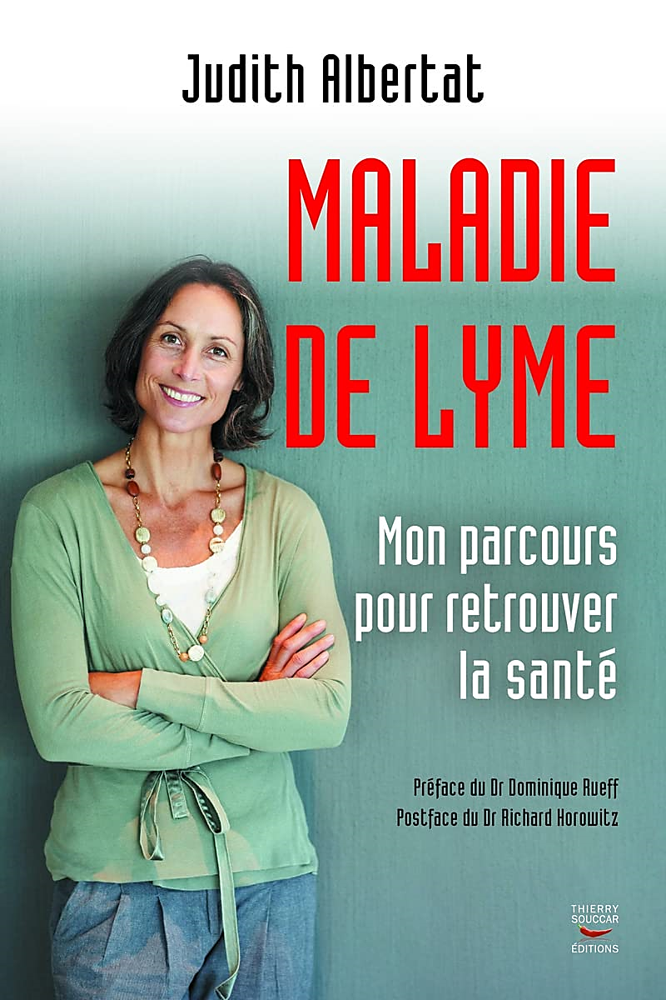 Judith Albertat
MALADIE
DE LYME
Mon parcours
pour retrouver
la santé
Préface du Dr Dominique Rueff
Postface du Dr Richard Horowitz
THIERRY
SOUCCAR
ÉDITIONS